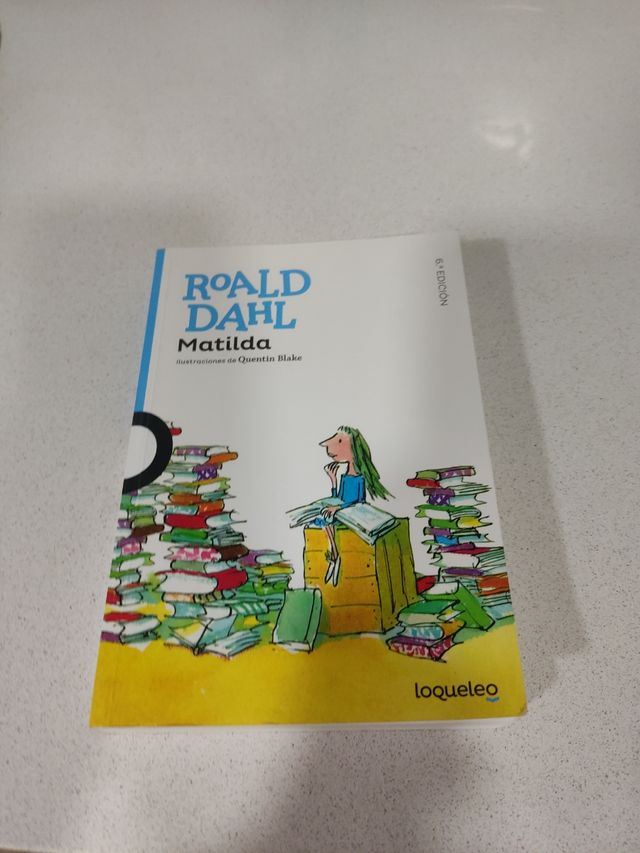 ROALD
DAHL
Matilda
ilustraciones de Quentin Blake
6.ª EDICIÓN
loqueleo